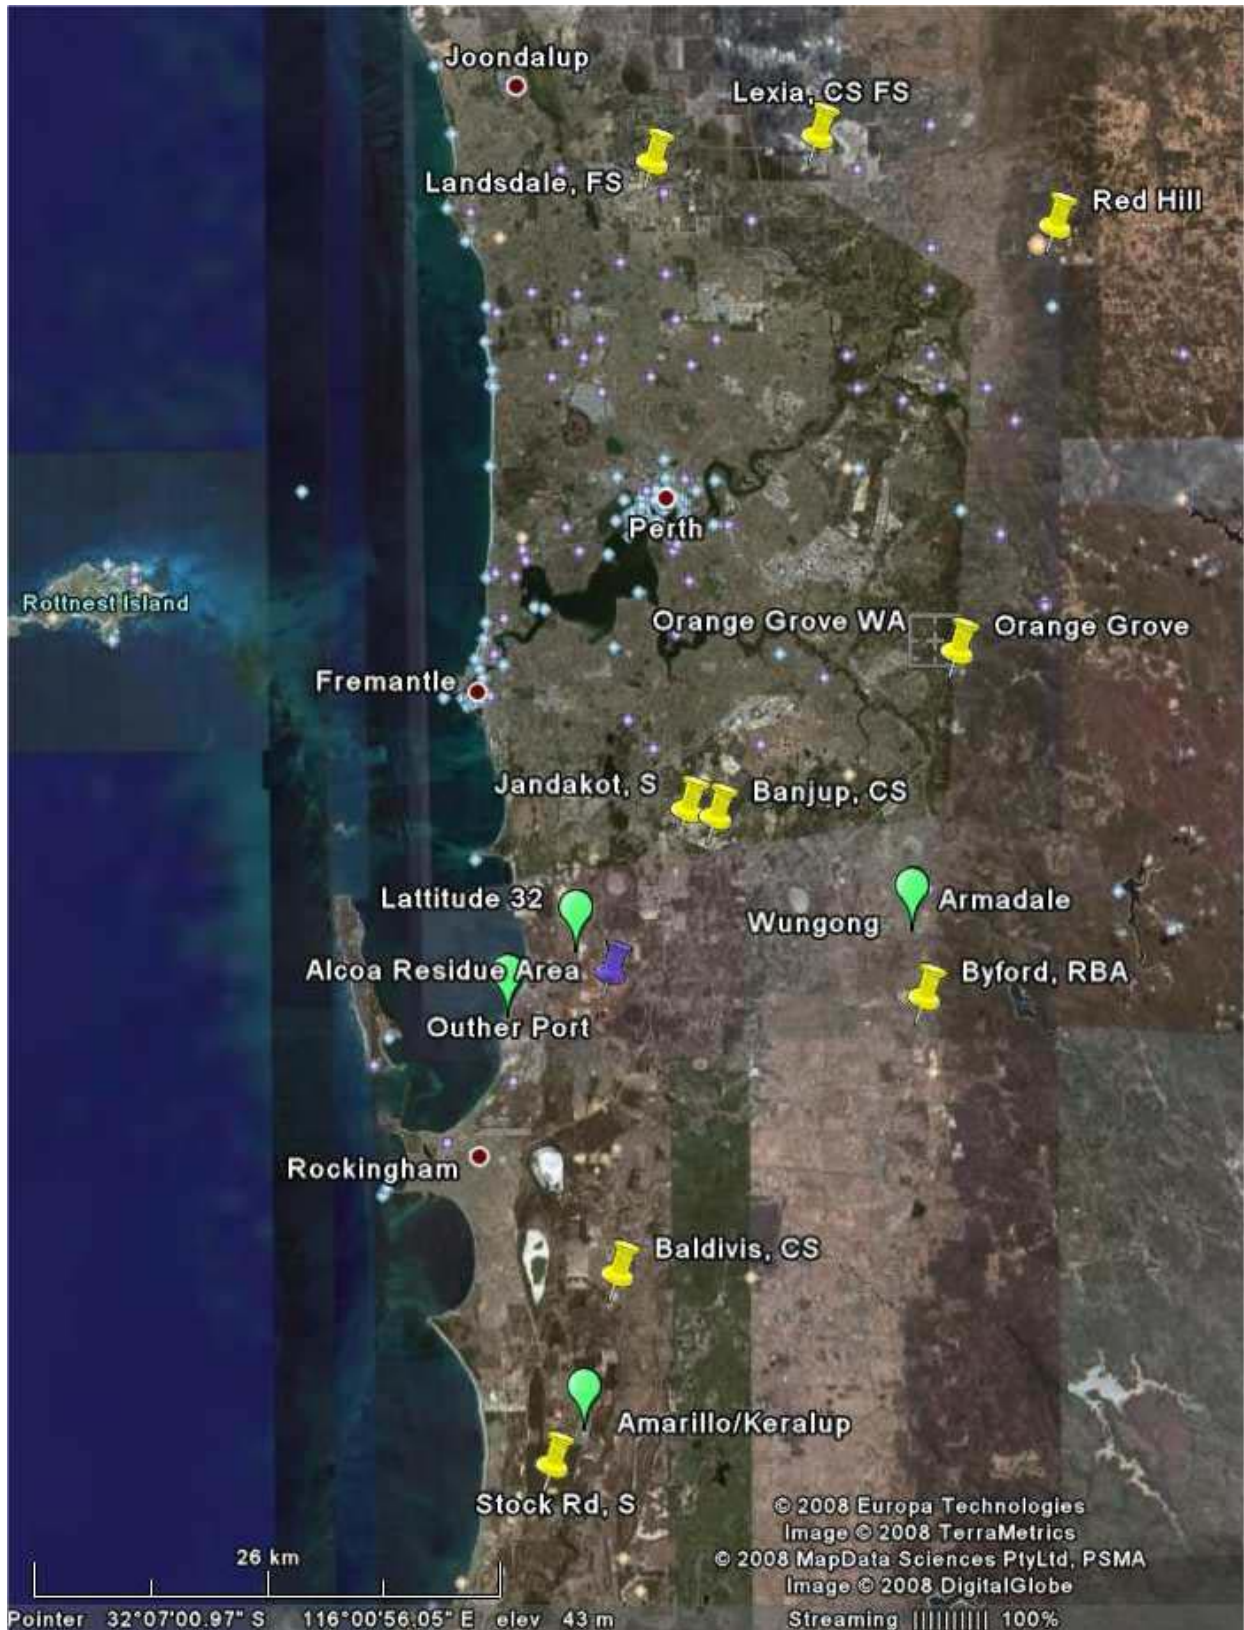 Joondalup
Lexia, CS FS
Landsdale, FS
Red Hill
Perth
Rottnest Island
Orange Grove WA
Orange Grove
Fremantle
Jandakot, S
Banjup, CS
Lattitude 32
Armadale
Wungong
Alcoa Residue Area
Byford, RBA
Outher Port
Rockingham
Baldivis, CS
Amarillo/Keralup
Stock Rd, S
© 2008 Europa Technologies
Image © 2008 TerraMetrics
© 2008 MapData Sciences PtyLtd, PSMA
Image © 2008 DigitalGlobe
26 km
Pointer 32°07'00.97" S 116°00'56.05" E elev 43 m Streaming |||||||||| 100%